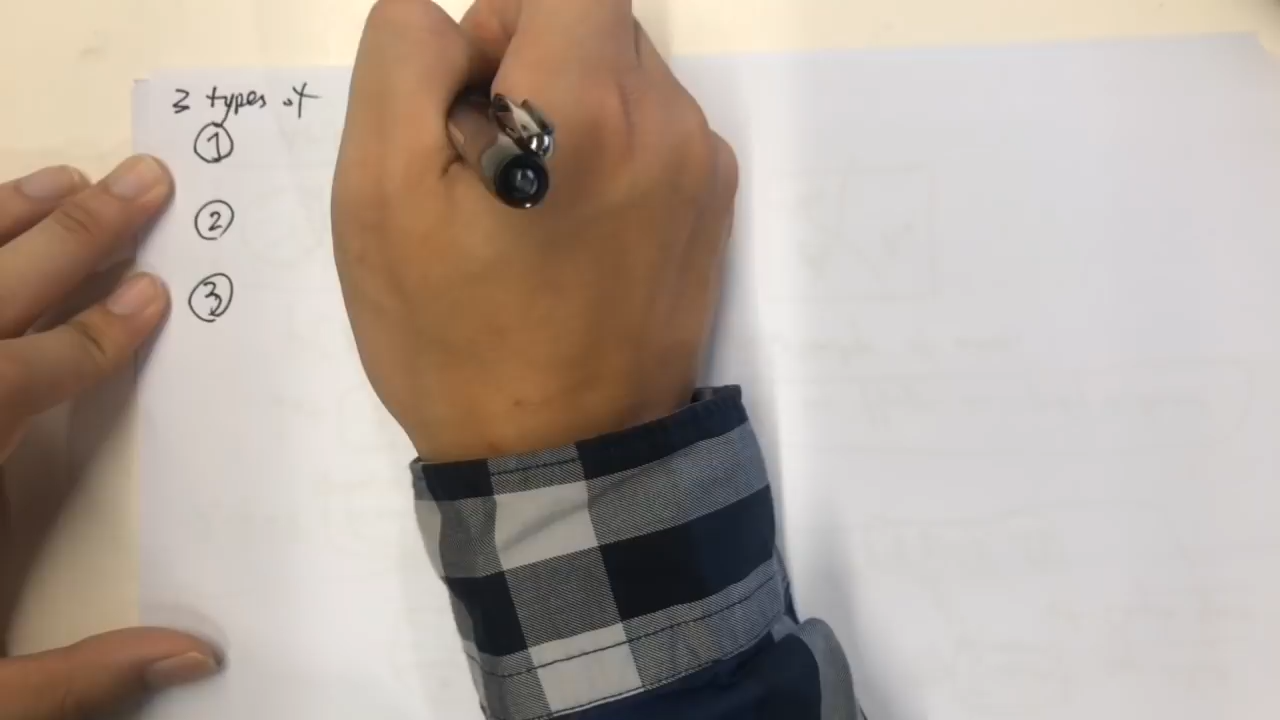 3 types of
①
②
③